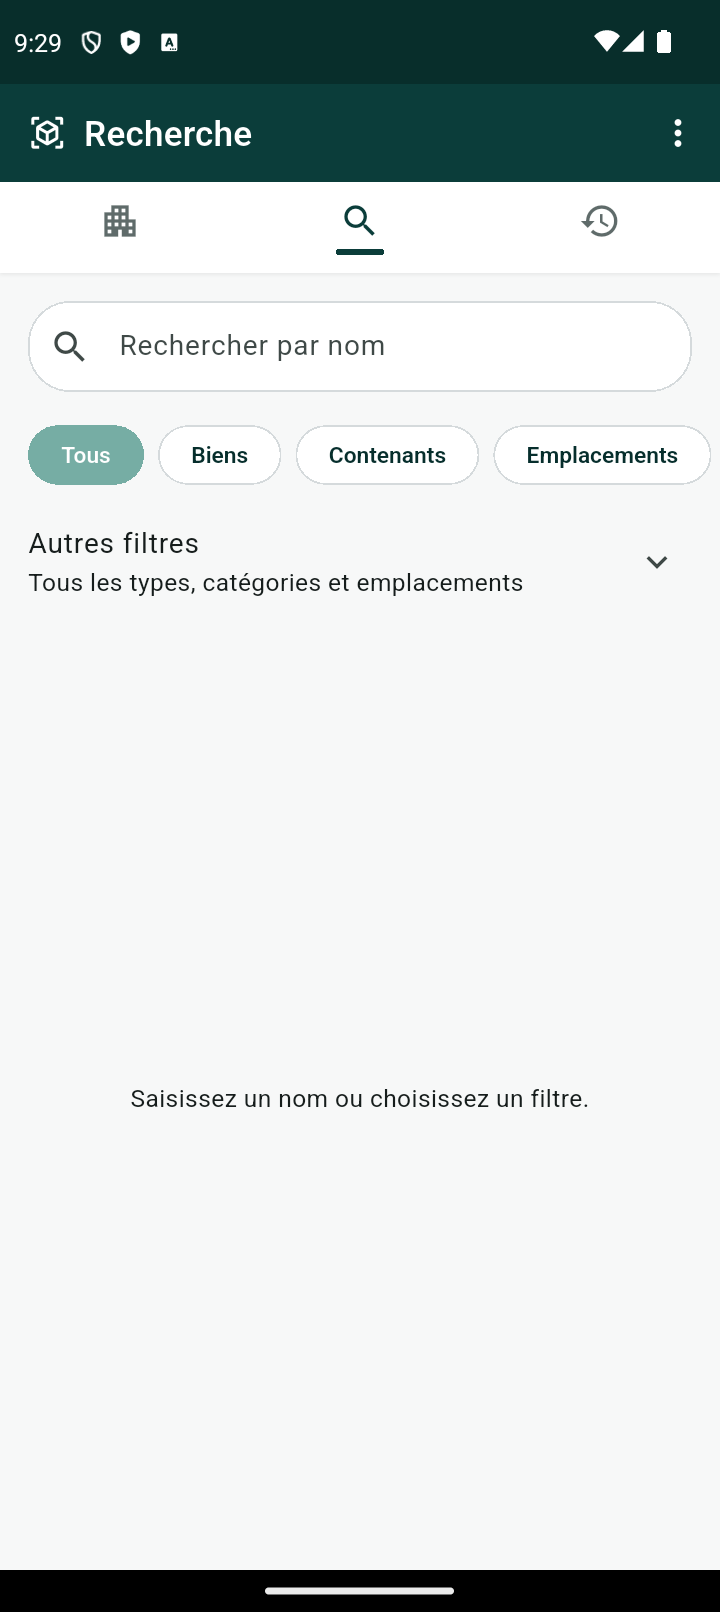 9:29
Recherche
Rechercher par nom
Tous
Biens
Contenants
Emplacements
Autres filtres
Tous les types, catégories et emplacements
Saisissez un nom ou choisissez un filtre.